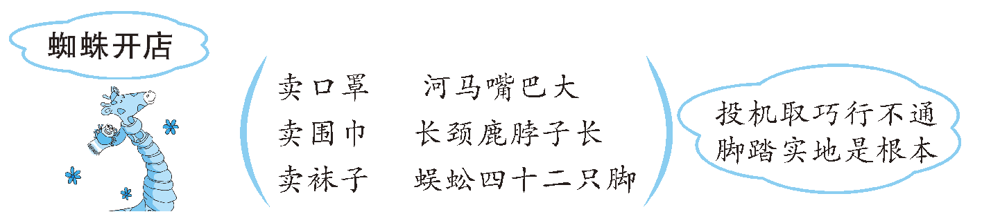 蜘蛛开店
卖口罩 河马嘴巴大
卖围巾 长颈鹿脖子长
卖袜子 蜈蚣四十二只脚
投机取巧行不通
脚踏实地是根本